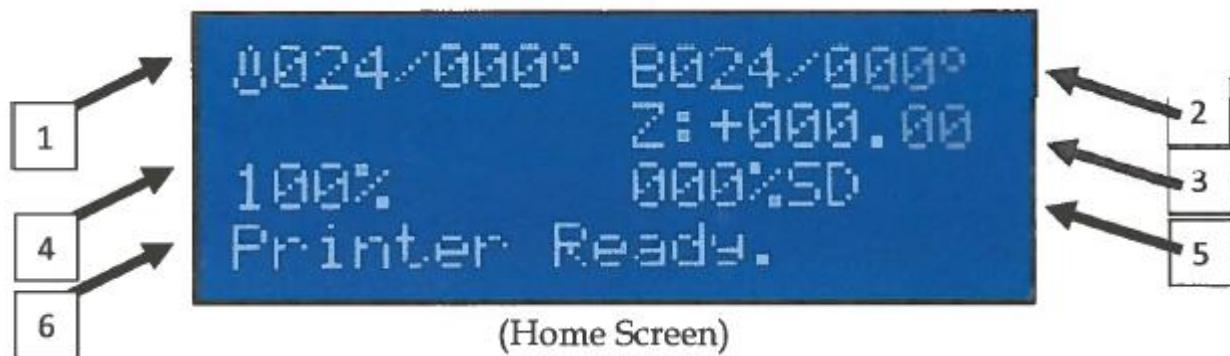 1
024/000° B024/000°
2
Z:+000.00
3
4
100% 000%SD
5
Printer Ready.
6
(Home Screen)